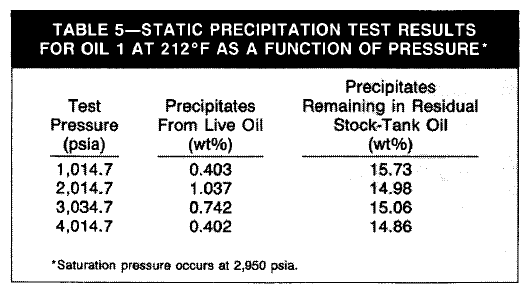 TABLE 5—STATIC PRECIPITATION TEST RESULTS
FOR OIL 1 AT 212°F AS A FUNCTION OF PRESSURE*
Test Pressure (psia) Precipitates From Live Oil (wt%) Precipitates Remaining in Residual Stock-Tank Oil (wt%)
1,014.7 0.403 15.73
2,014.7 1.037 14.98
3,034.7 0.742 15.06
4,014.7 0.402 14.86
*Saturation pressure occurs at 2,950 psia.